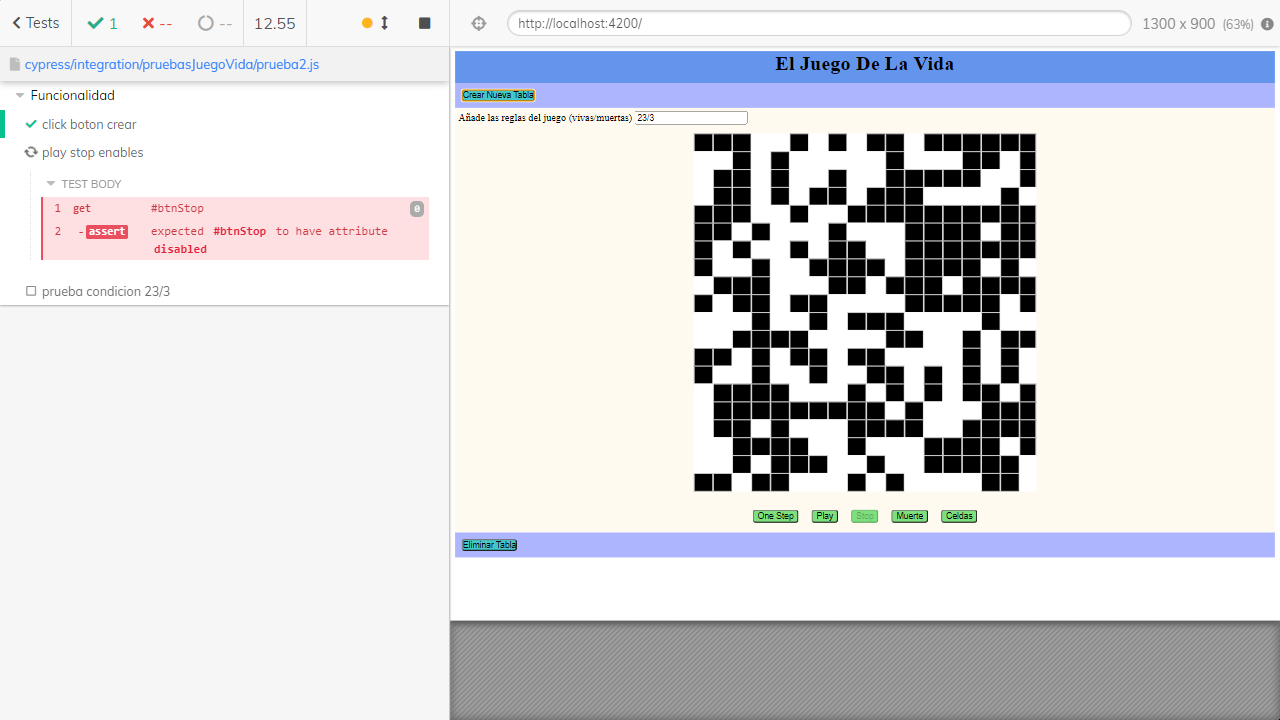 Tests
1
--
--
12.55
http://localhost:4200/
1300 x 900 (63%)
cypress/integration/pruebasJuegoVida/prueba2.js
Funcionalidad
click boton crear
play stop enables
TEST BODY
1 get #btnStop 0
2 -assert expected #btnStop to have attribute
disabled
prueba condicion 23/3
El Juego De La Vida
Crear Nueva Tabla
Añade las reglas del juego (vivas/muertas) 23/3
One Step Play Stop Muerte Celdas
Eliminar Tabla